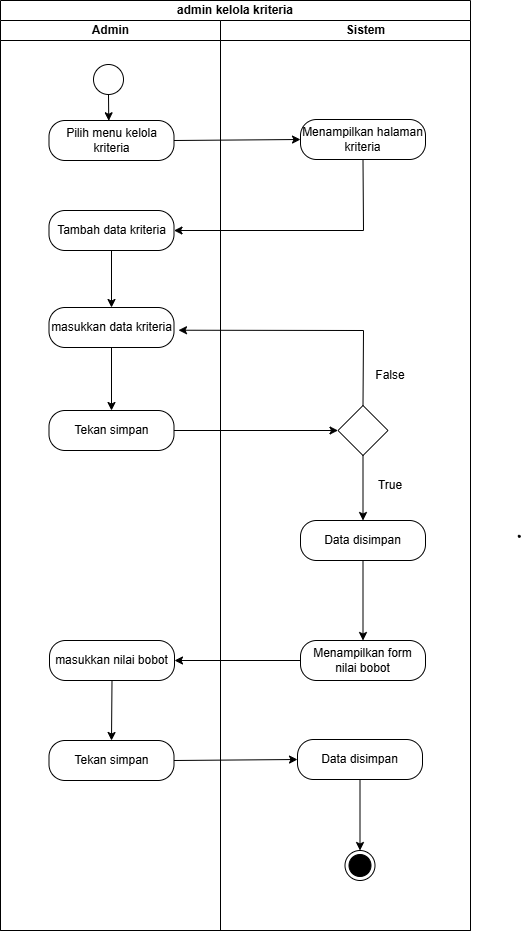 admin kelola kriteria
Admin
Sistem
Pilih menu kelola
kriteria
Menampilkan halaman
kriteria
Tambah data kriteria
masukkan data kriteria
False
Tekan simpan
True
Data disimpan
Menampilkan form
nilai bobot
masukkan nilai bobot
Tekan simpan
Data disimpan